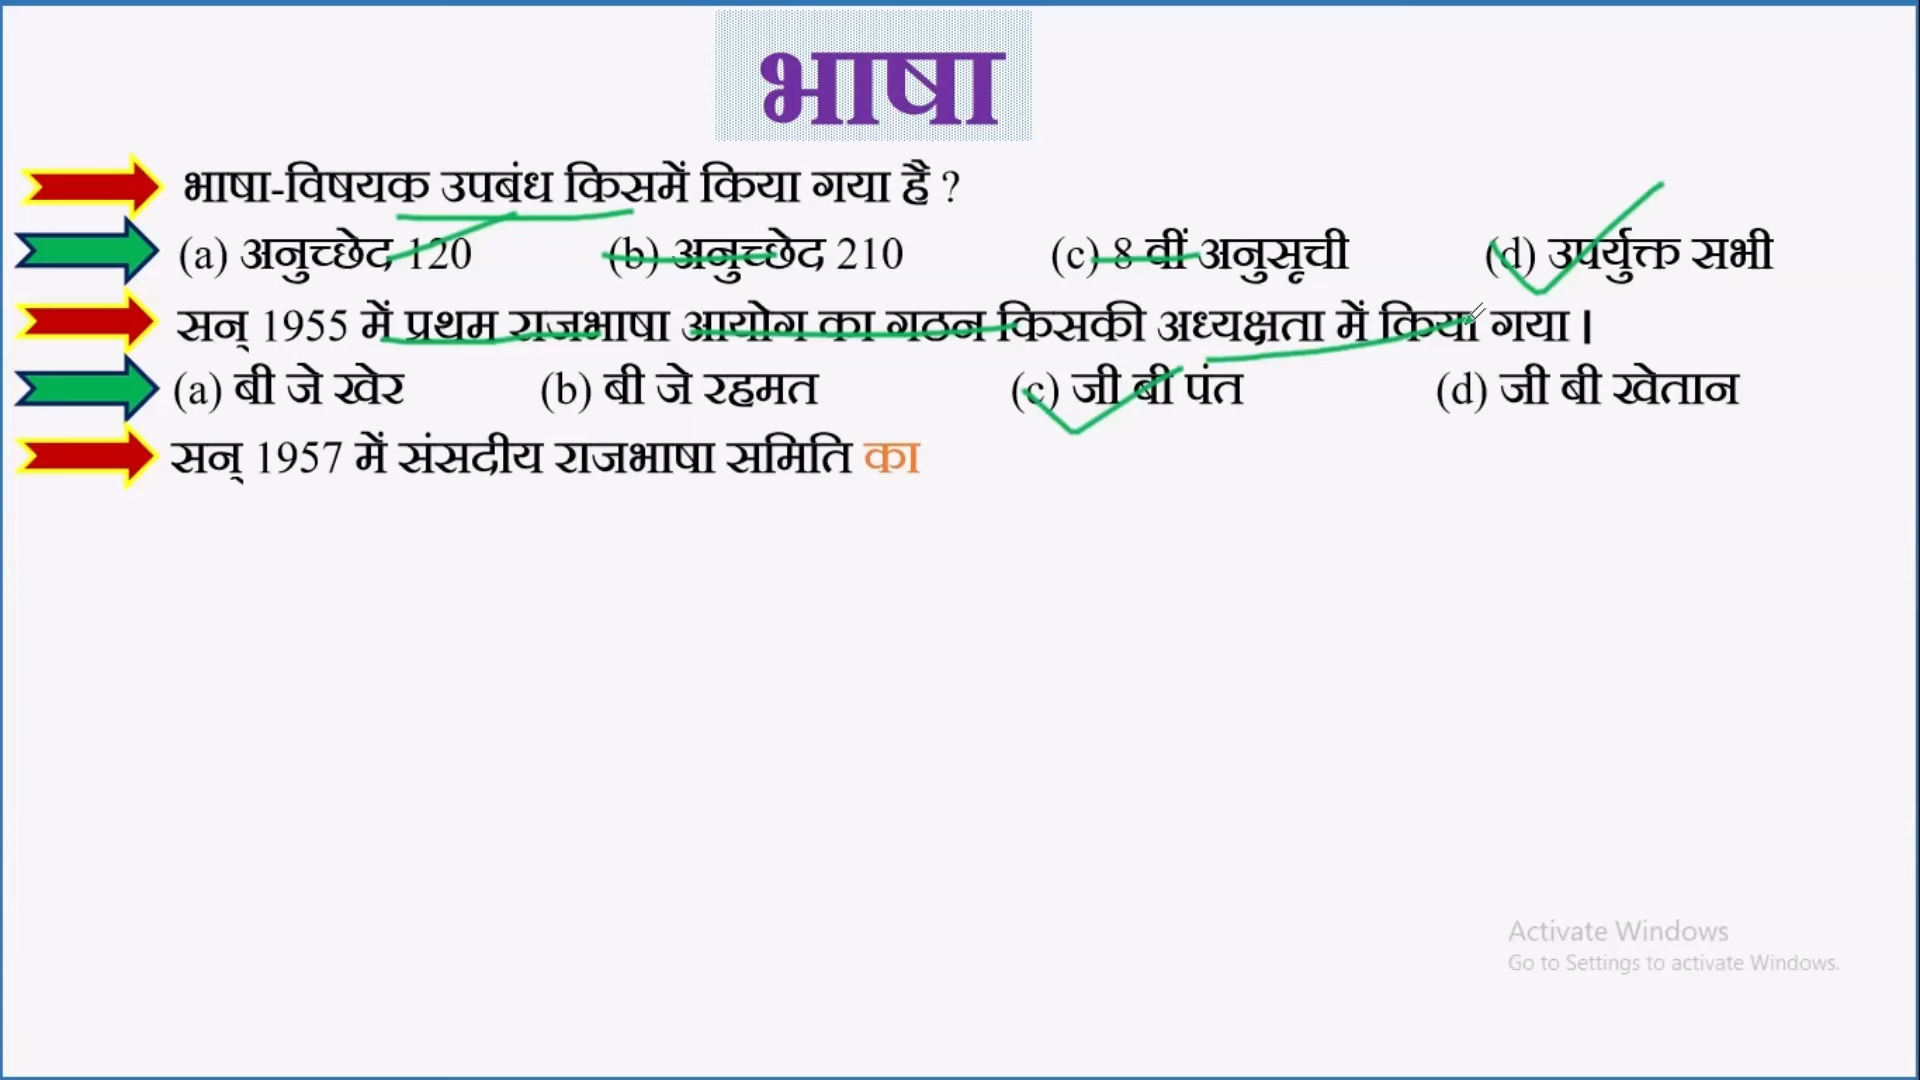 भाषा
भाषा-विषयक उपबंध किसमें किया गया है ?
(a) अनुच्छेद 120 (b) अनुच्छेद 210 (c) 8 वीं अनुसूची (d) उपर्युक्त सभी
सन् 1955 में प्रथम राजभाषा आयोग का गठन किसकी अध्यक्षता में किया गया ।
(a) बी जे खेर (b) बी जे रहमत (c) जी बी पंत (d) जी बी खेतान
सन् 1957 में संसदीय राजभाषा समिति का
Activate Windows
Go to Settings to activate Windows.